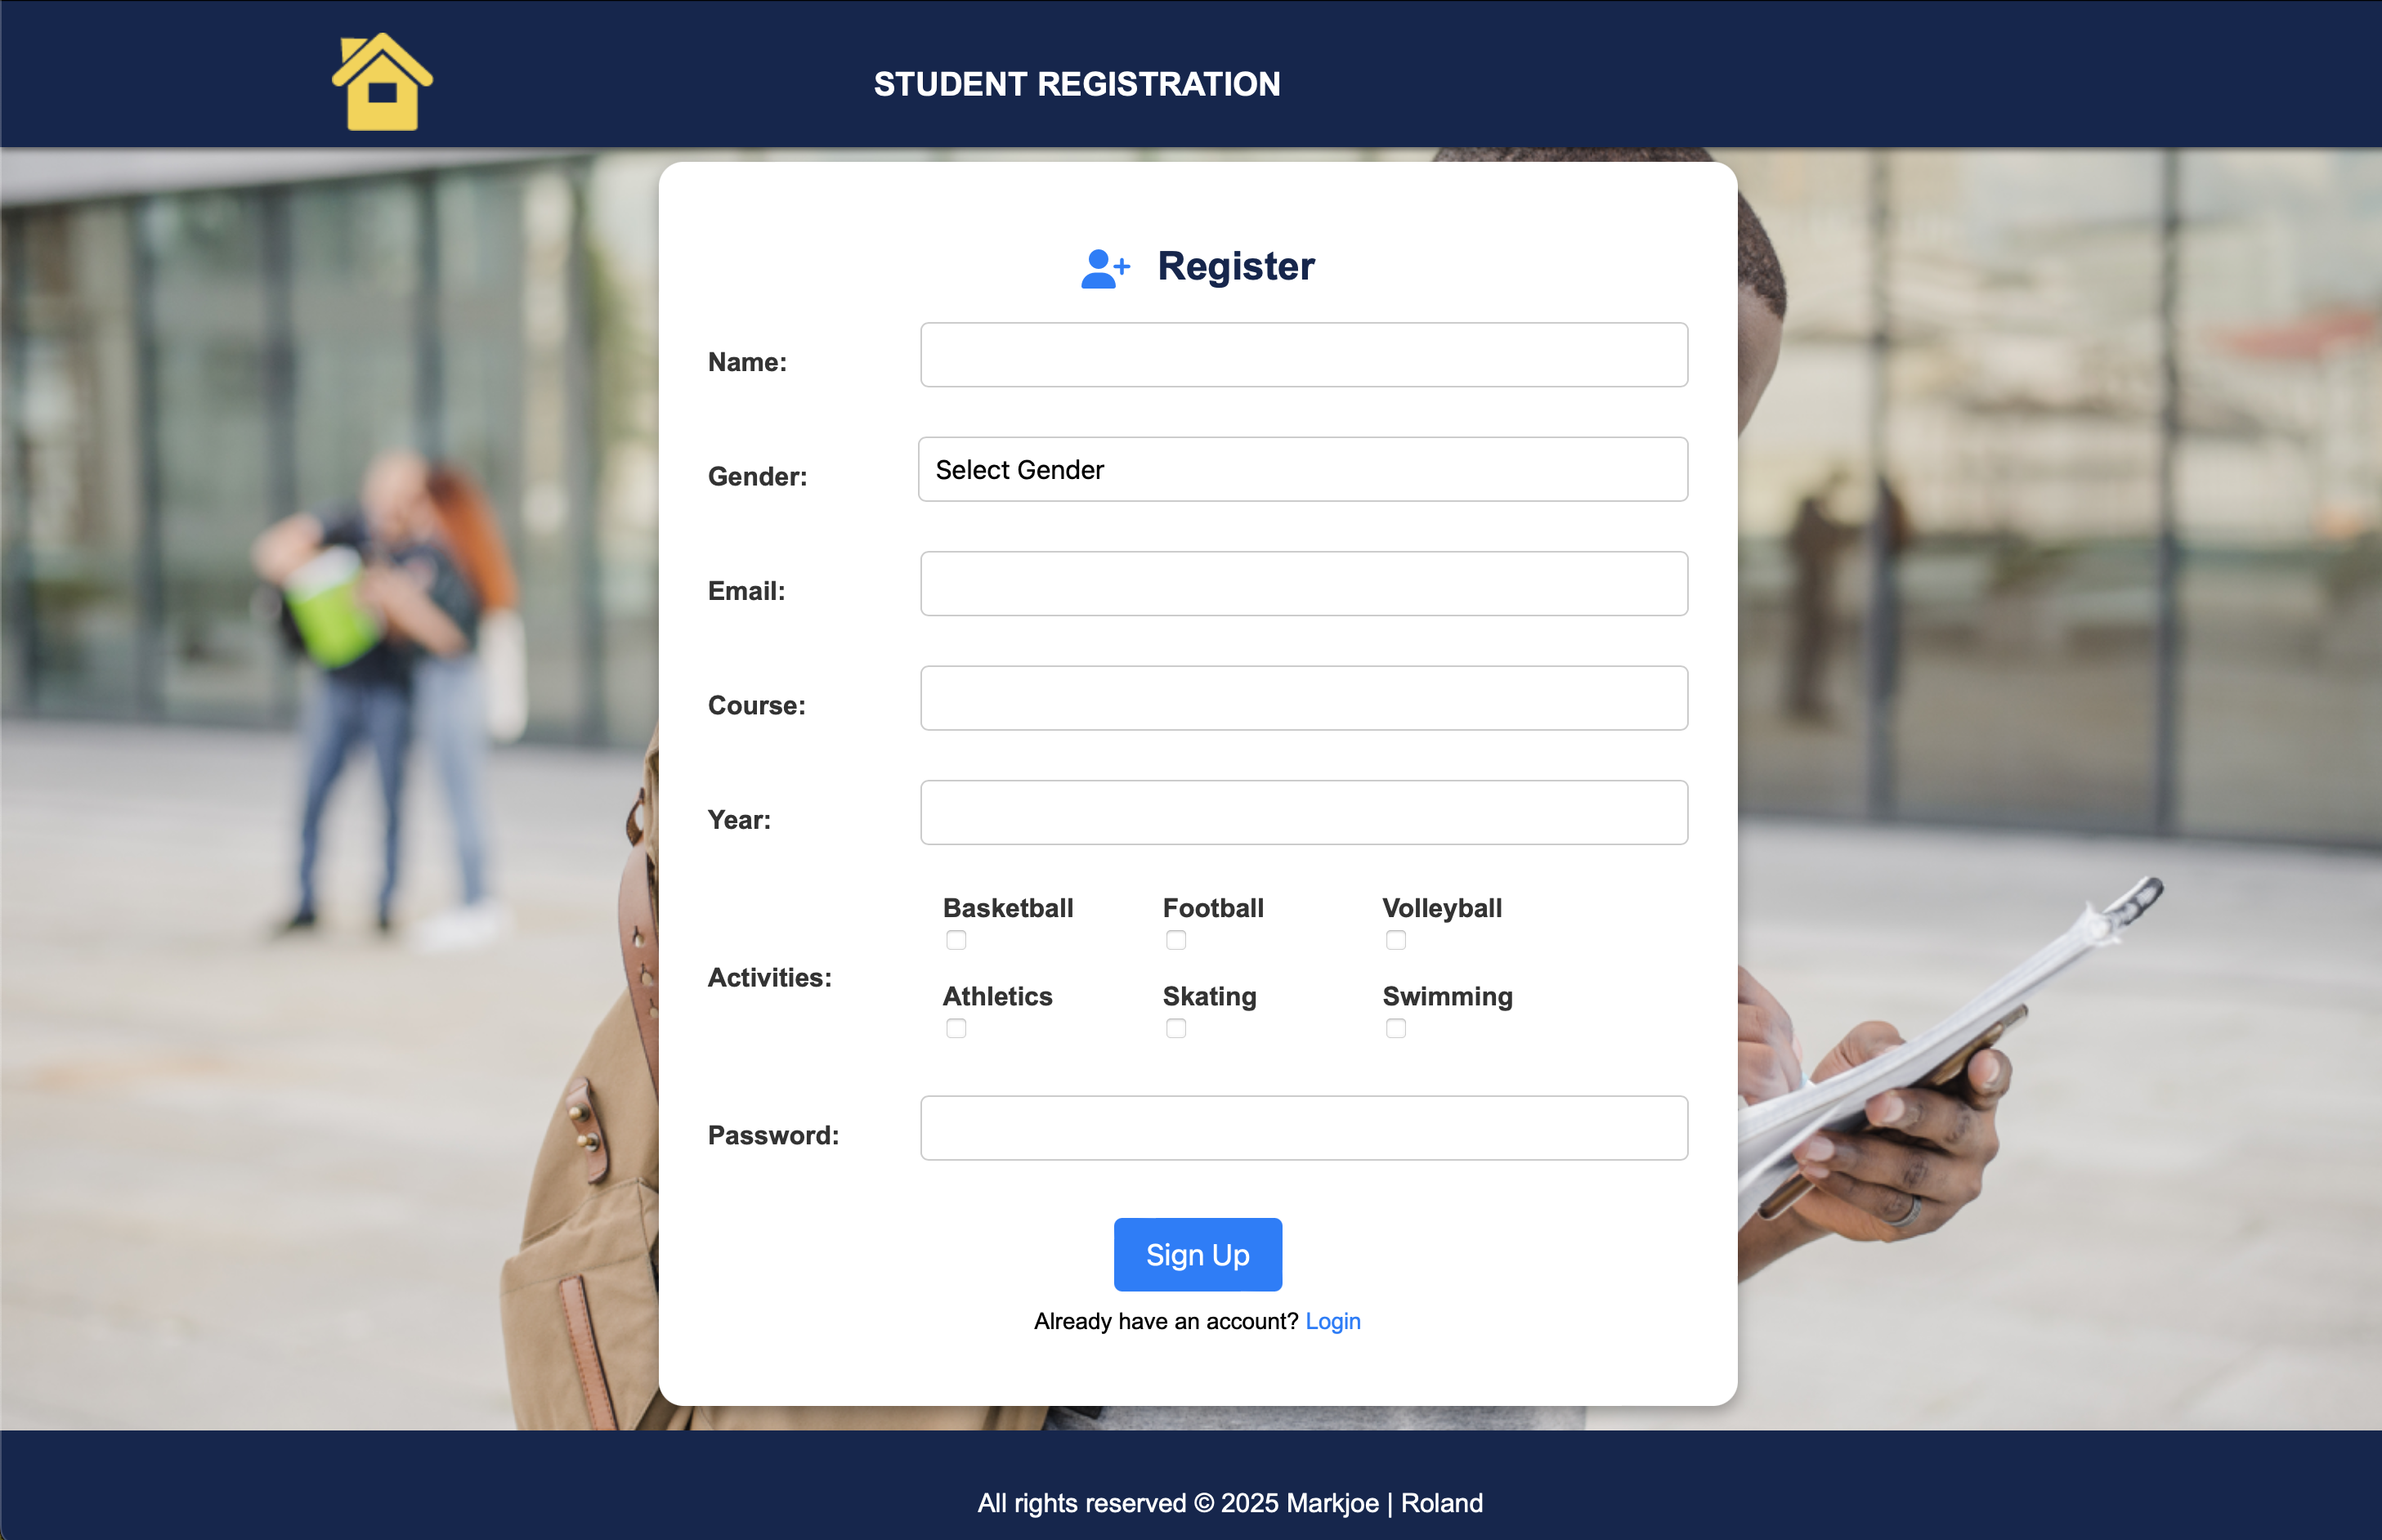 STUDENT REGISTRATION
Register
Name:
Gender: Select Gender
Email:
Course:
Year:
Activities:
Basketball Football Volleyball
Athletics Skating Swimming
Password:
Sign Up
Already have an account? Login
All rights reserved © 2025 Markjoe | Roland